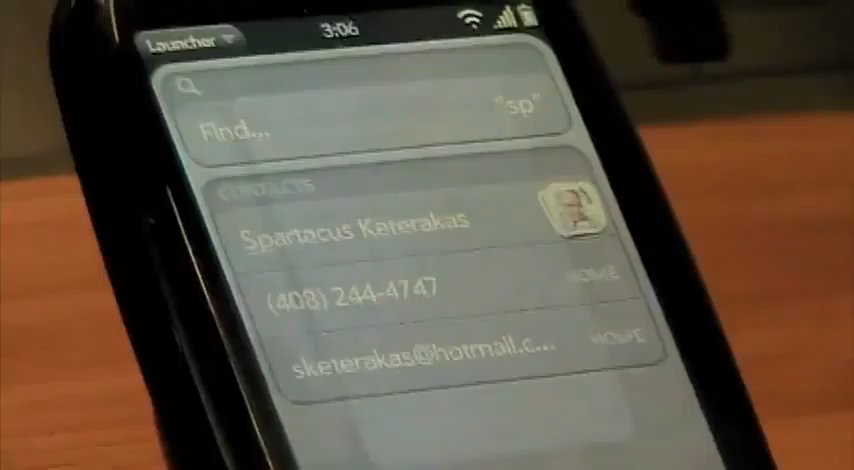 Launcher
3:06
Find...
"sp"
CONTACTS
Spartacus Keterakas
(408) 244-4747 HOME
sketerakas@hotmail.c... HOME